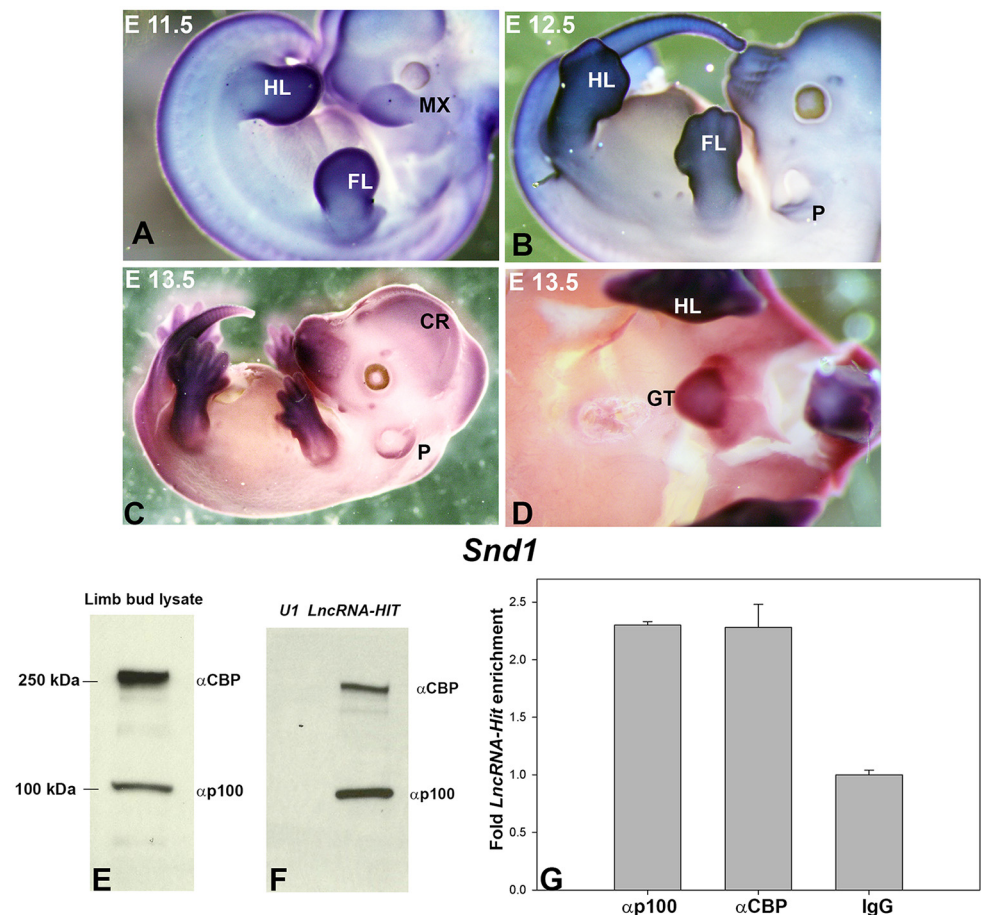 E 11.5
HL
MX
FL
A
E 12.5
HL
FL
P
B
E 13.5
CR
P
C
E 13.5
HL
GT
D
Snd1
Limb bud lysate
250 kDa
αCBP
100 kDa
αp100
E
U1 LncRNA-HIT
αCBP
αp100
F
Fold LncRNA-Hit enrichment
2.5
2.0
1.5
1.0
0.5
0.0
G
αp100 αCBP IgG